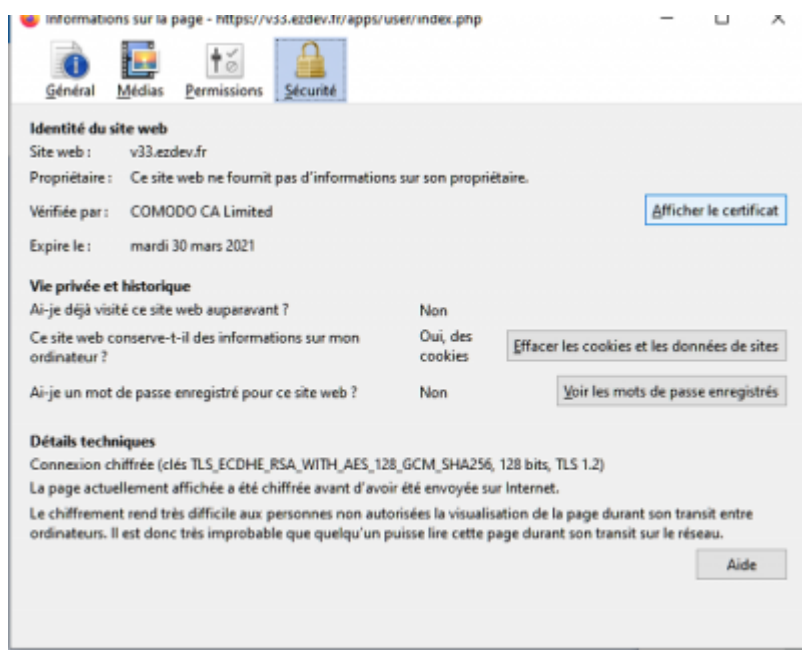 Informations sur la page - https://v33.ezdev.fr/apps/user/index.php
Général Médias Permissions Sécurité
Identité du site web
Site web : v33.ezdev.fr
Propriétaire : Ce site web ne fournit pas d'informations sur son propriétaire.
Vérifiée par : COMODO CA Limited Afficher le certificat
Expire le : mardi 30 mars 2021
Vie privée et historique
Ai-je déjà visité ce site web auparavant ? Non
Ce site web conserve-t-il des informations sur mon ordinateur ? Oui, des cookies Effacer les cookies et les données de sites
Ai-je un mot de passe enregistré pour ce site web ? Non Voir les mots de passe enregistrés
Détails techniques
Connexion chiffrée (clés TLS_ECDHE_RSA_WITH_AES_128_GCM_SHA256, 128 bits, TLS 1.2)
La page actuellement affichée a été chiffrée avant d'avoir été envoyée sur Internet.
Le chiffrement rend très difficile aux personnes non autorisées la visualisation de la page durant son transit entre
ordinateurs. Il est donc très improbable que quelqu'un puisse lire cette page durant son transit sur le réseau.
Aide